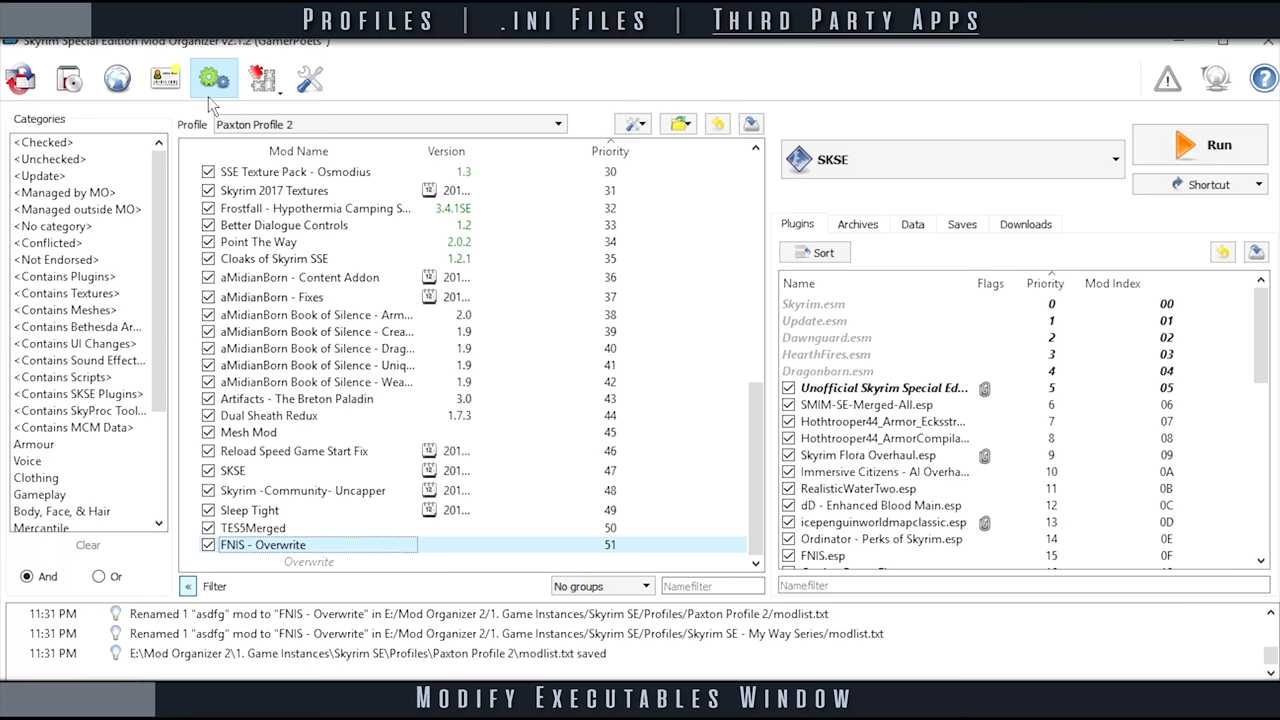 Profiles | .ini Files | Third Party Apps
Skyrim Special Edition Mod Organizer v2.1.2 (GamerPoets )
Categories
<Checked>
<Unchecked>
<Update>
<Managed by MO>
<Managed outside MO>
<No category>
<Conflicted>
<Not Endorsed>
<Contains Plugins>
<Contains Textures>
<Contains Meshes>
<Contains Bethesda Ar...
<Contains UI Changes>
<Contains Sound Effect...
<Contains Scripts>
<Contains SKSE Plugins>
<Contains SkyProc Tool...
<Contains MCM Data>
Armour
Voice
Clothing
Gameplay
Body, Face, & Hair
Mercantile
Clear
And Or
Profile Paxton Profile 2
Mod Name Version Priority
SSE Texture Pack - Osmodius 1.3 30
Skyrim 2017 Textures 201... 31
Frostfall - Hypothermia Camping S... 3.4.1SE 32
Better Dialogue Controls 1.2 33
Point The Way 2.0.2 34
Cloaks of Skyrim SSE 1.2.1 35
aMidianBorn - Content Addon 201... 36
aMidianBorn - Fixes 201... 37
aMidianBorn Book of Silence - Arm... 2.0 38
aMidianBorn Book of Silence - Crea... 1.9 39
aMidianBorn Book of Silence - Drag... 1.9 40
aMidianBorn Book of Silence - Uniq... 1.9 41
aMidianBorn Book of Silence - Wea... 1.9 42
Artifacts - The Breton Paladin 3.0 43
Dual Sheath Redux 1.7.3 44
Mesh Mod 45
Reload Speed Game Start Fix 201... 46
SKSE 201... 47
Skyrim -Community- Uncapper 201... 48
Sleep Tight 201... 49
TES5Merged 50
FNIS - Overwrite 51
Overwrite
« Filter No groups Namefilter
SKSE
Run
Shortcut
Plugins Archives Data Saves Downloads
Sort
Name Flags Priority Mod Index
Skyrim.esm 0 00
Update.esm 1 01
Dawnguard.esm 2 02
HearthFires.esm 3 03
Dragonborn.esm 4 04
Unofficial Skyrim Special Ed... 5 05
SMIM-SE-Merged-All.esp 6 06
Hothtrooper44_Armor_Ecksstr... 7 07
Hothtrooper44_ArmorCompila... 8 08
Skyrim Flora Overhaul.esp 9 09
Immersive Citizens - AI Overha... 10 0A
RealisticWaterTwo.esp 11 0B
dD - Enhanced Blood Main.esp 12 0C
icepenguinworldmapclassic.esp 13 0D
Ordinator - Perks of Skyrim.esp 14 0E
FNIS.esp 15 0F
Namefilter
11:31 PM Renamed 1 "asdfg" mod to "FNIS - Overwrite" in E:/Mod Organizer 2/1. Game Instances/Skyrim SE/Profiles/Paxton Profile 2/modlist.txt
11:31 PM Renamed 1 "asdfg" mod to "FNIS - Overwrite" in E:/Mod Organizer 2/1. Game Instances/Skyrim SE/Profiles/Skyrim SE - My Way Series/modlist.txt
11:31 PM E:\Mod Organizer 2\1. Game Instances\Skyrim SE\Profiles\Paxton Profile 2\modlist.txt saved
Modify Executables Window